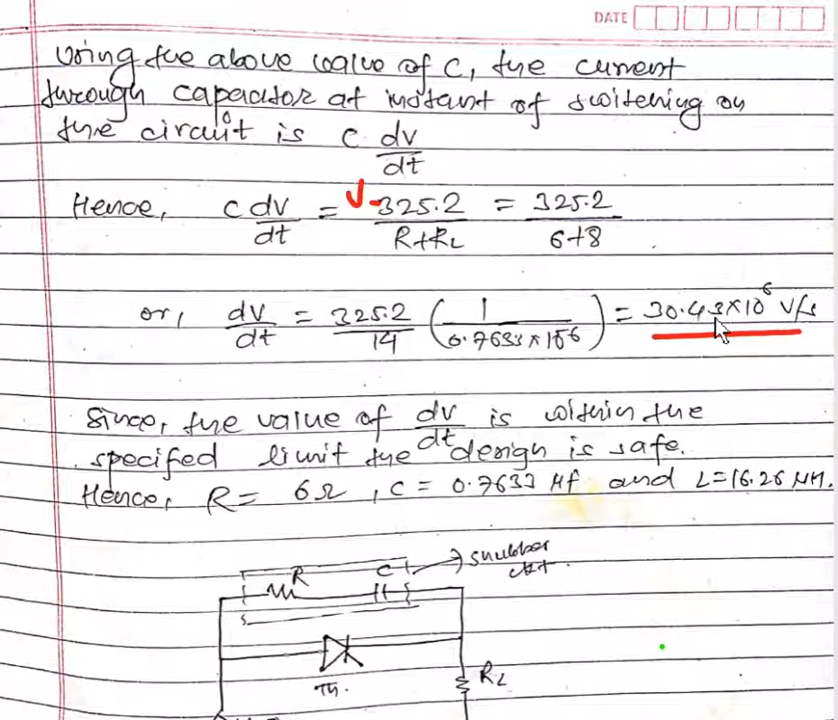 DATE
Using the above value of C, the current
through capacitor at instant of switching on
the circuit is C dv/dt
Hence, C dv/dt = 325.2/(R+RL) = 325.2/(6+8)
or, dv/dt = 325.2/14 (1/(0.7633×10^-6)) = 30.43×10^6 V/s
Since, the value of dv/dt is within the
specifed limit the design is safe.
Hence, R = 6Ω, C = 0.7633 μf and L = 16.26 μH.
R C → snubber
ckt.
Th. RL